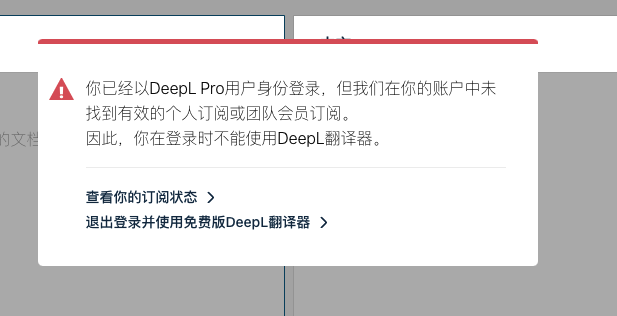 你已经以DeepL Pro用户身份登录，但我们在你的账户中未
找到有效的个人订阅或团队会员订阅。
的文档
因此，你在登录时不能使用DeepL翻译器。
查看你的订阅状态
退出登录并使用免费版DeepL翻译器